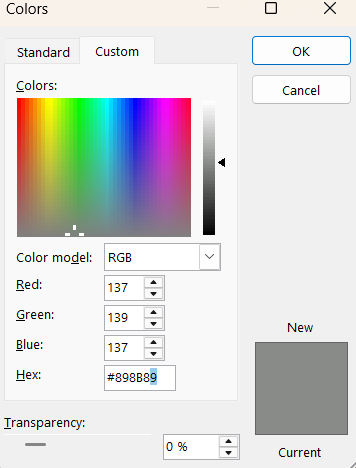 Colors
Standard
Custom
OK
Cancel
Colors:
Color model:
RGB
Red:
137
Green:
139
Blue:
137
Hex:
#898B89
New
Current
Transparency:
0 %